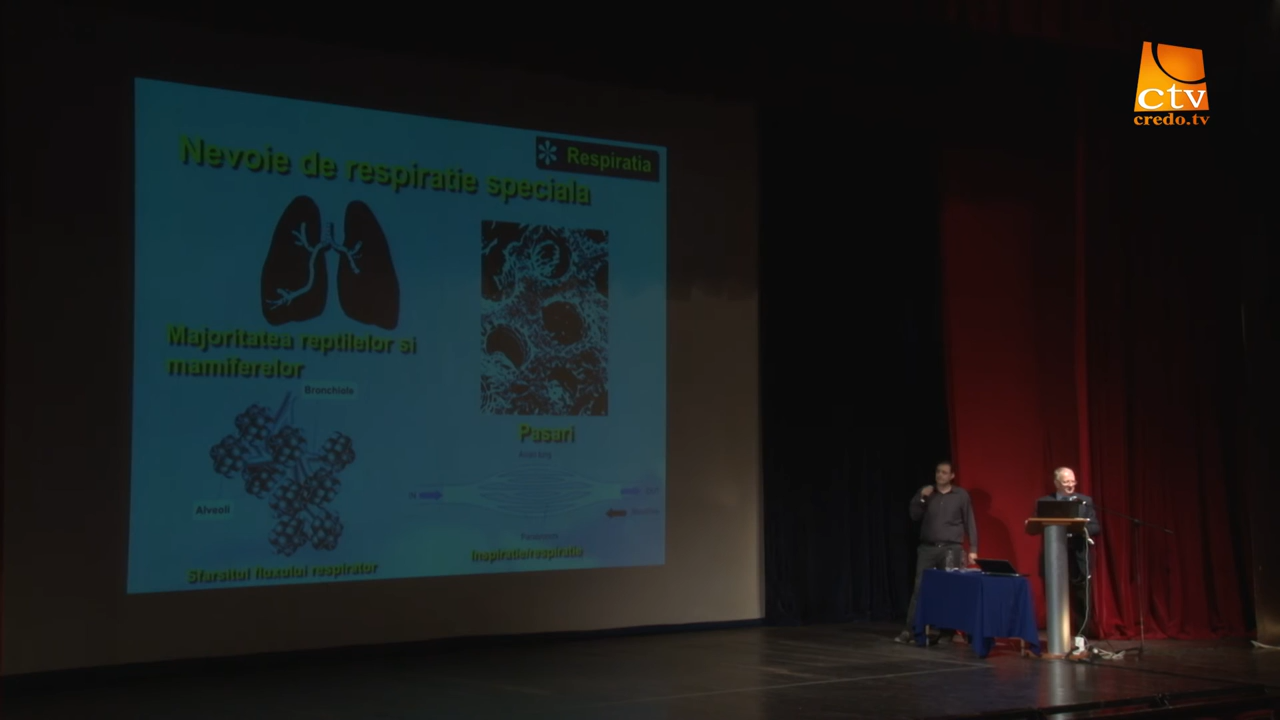 ctv
credo.tv
Respiratia
Nevoie de respiratie speciala
Majoritatea reptilelor si
mamiferelor
Bronchiole
Alveoli
Sfarsitul fluxului respirator
Pasari
Inspiratie/respiratie